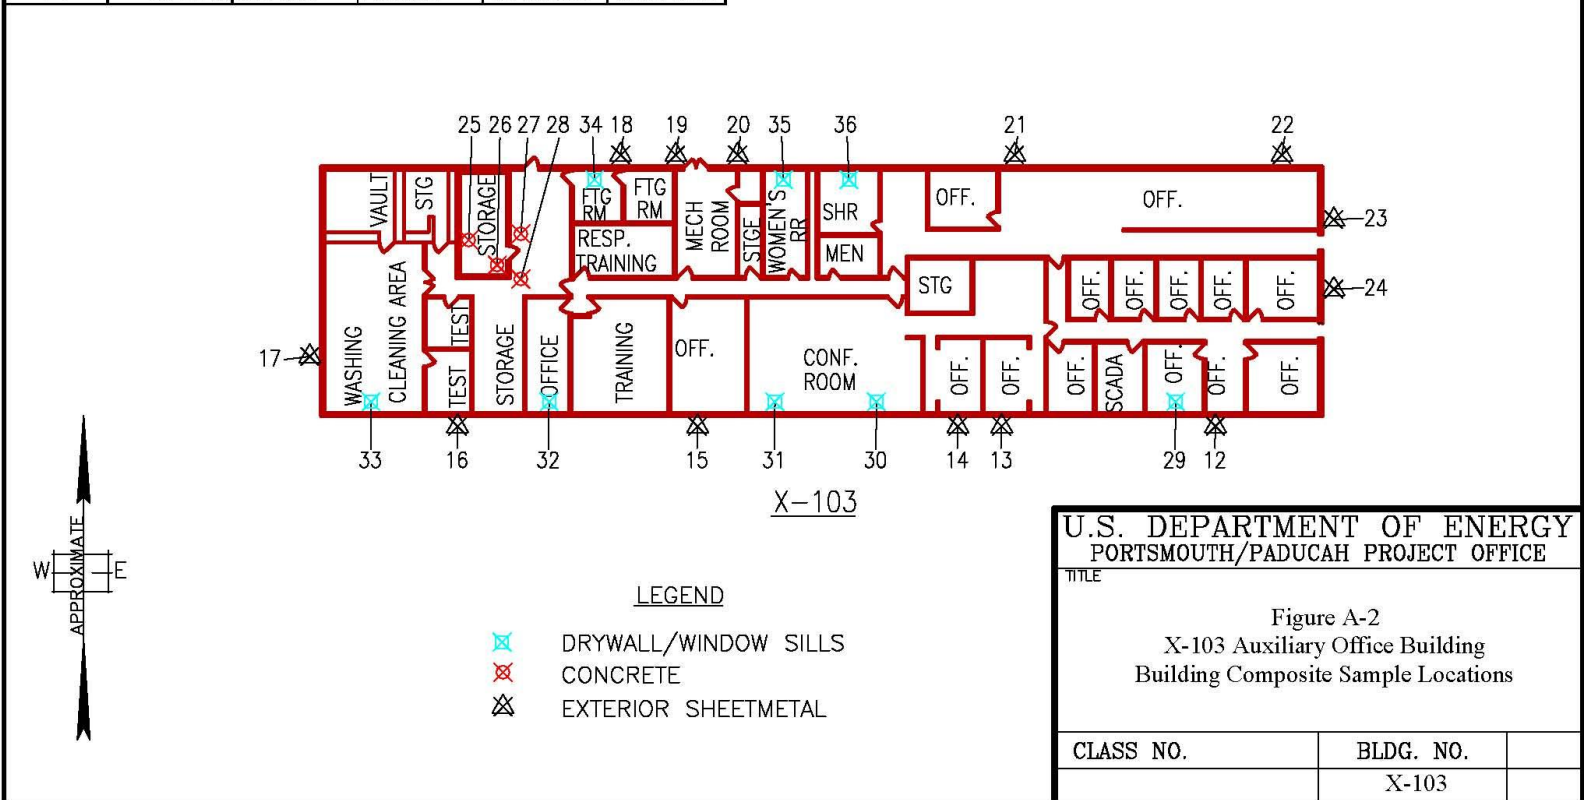 25 26 27 28 34 18 19 20 35 36 21 22
VAULT
STG
STORAGE
FTG
RM
FTG
RM
RESP.
TRAINING
MECH
ROOM
STGE
WOMEN'S
RR
SHR
MEN
OFF.
OFF.
23
24
STG
OFF.
OFF.
OFF.
OFF.
OFF.
17
WASHING
CLEANING AREA
TEST
TEST
STORAGE
OFFICE
TRAINING
OFF.
CONF.
ROOM
OFF.
OFF.
OFF.
SCADA
OFF.
OFF.
OFF.
33 16 32 15 31 30 14 13 29 12
X-103
APPROXIMATE
W E
LEGEND
DRYWALL/WINDOW SILLS
CONCRETE
EXTERIOR SHEETMETAL
U.S. DEPARTMENT OF ENERGY
PORTSMOUTH/PADUCAH PROJECT OFFICE
TITLE
Figure A-2
X-103 Auxiliary Office Building
Building Composite Sample Locations
CLASS NO. BLDG. NO.
X-103